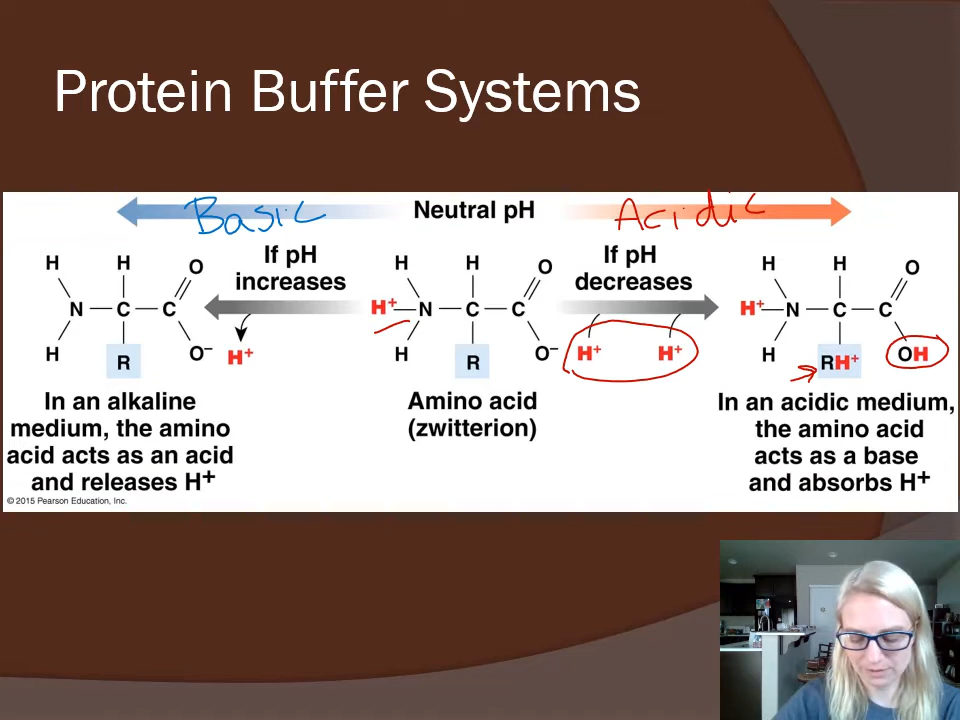 Protein Buffer Systems
Basic
Neutral pH
Acidic
If pH
increases
If pH
decreases
H H O
N C C
H R O⁻
H⁺
H H O
H⁺ N C C
H R O⁻
H⁺ H⁺
H H O
H⁺ N C C
H RH⁺ OH
In an alkaline
medium, the amino
acid acts as an acid
and releases H⁺
Amino acid
(zwitterion)
In an acidic medium,
the amino acid
acts as a base
and absorbs H⁺
© 2015 Pearson Education, Inc.